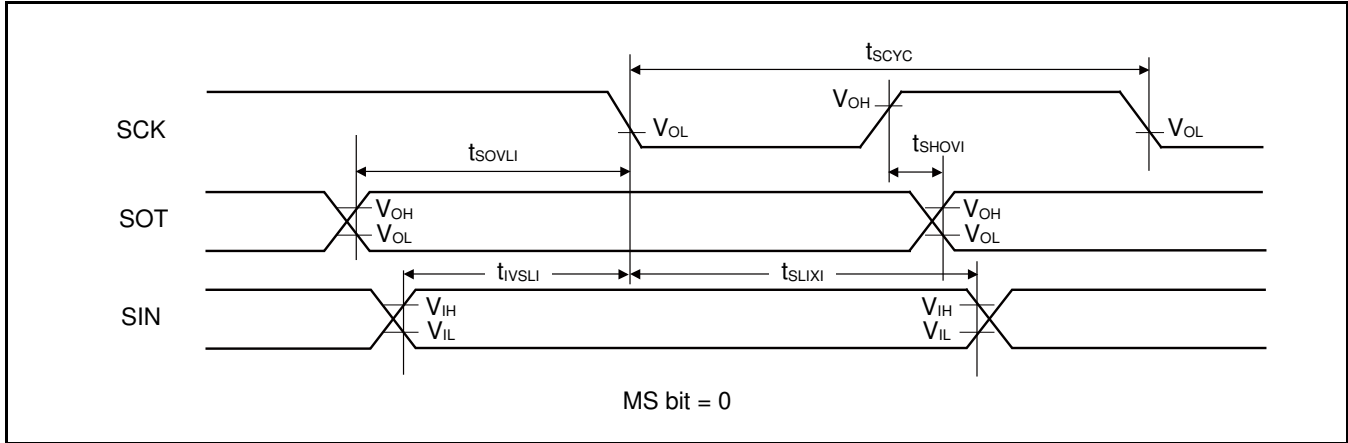 tSCYC
SCK
VOH
VOL
VOL
tSOVLI
tSHOVI
SOT
VOH
VOL
VOH
VOL
tIVSLI
tSLIXI
SIN
VIH
VIL
VIH
VIL
MS bit = 0